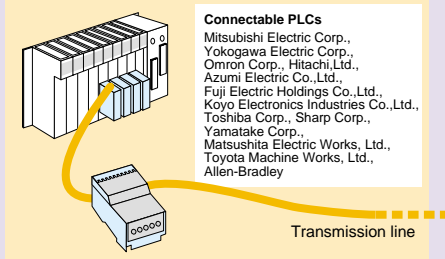 Connectable PLCs
Mitsubishi Electric Corp.,
Yokogawa Electric Corp.,
Omron Corp., Hitachi,Ltd.,
Azumi Electric Co.,Ltd.,
Fuji Electric Holdings Co.,Ltd.,
Koyo Electronics Industries Co.,Ltd.,
Toshiba Corp., Sharp Corp.,
Yamatake Corp.,
Matsushita Electric Works, Ltd.,
Toyota Machine Works, Ltd.,
Allen-Bradley
Transmission line